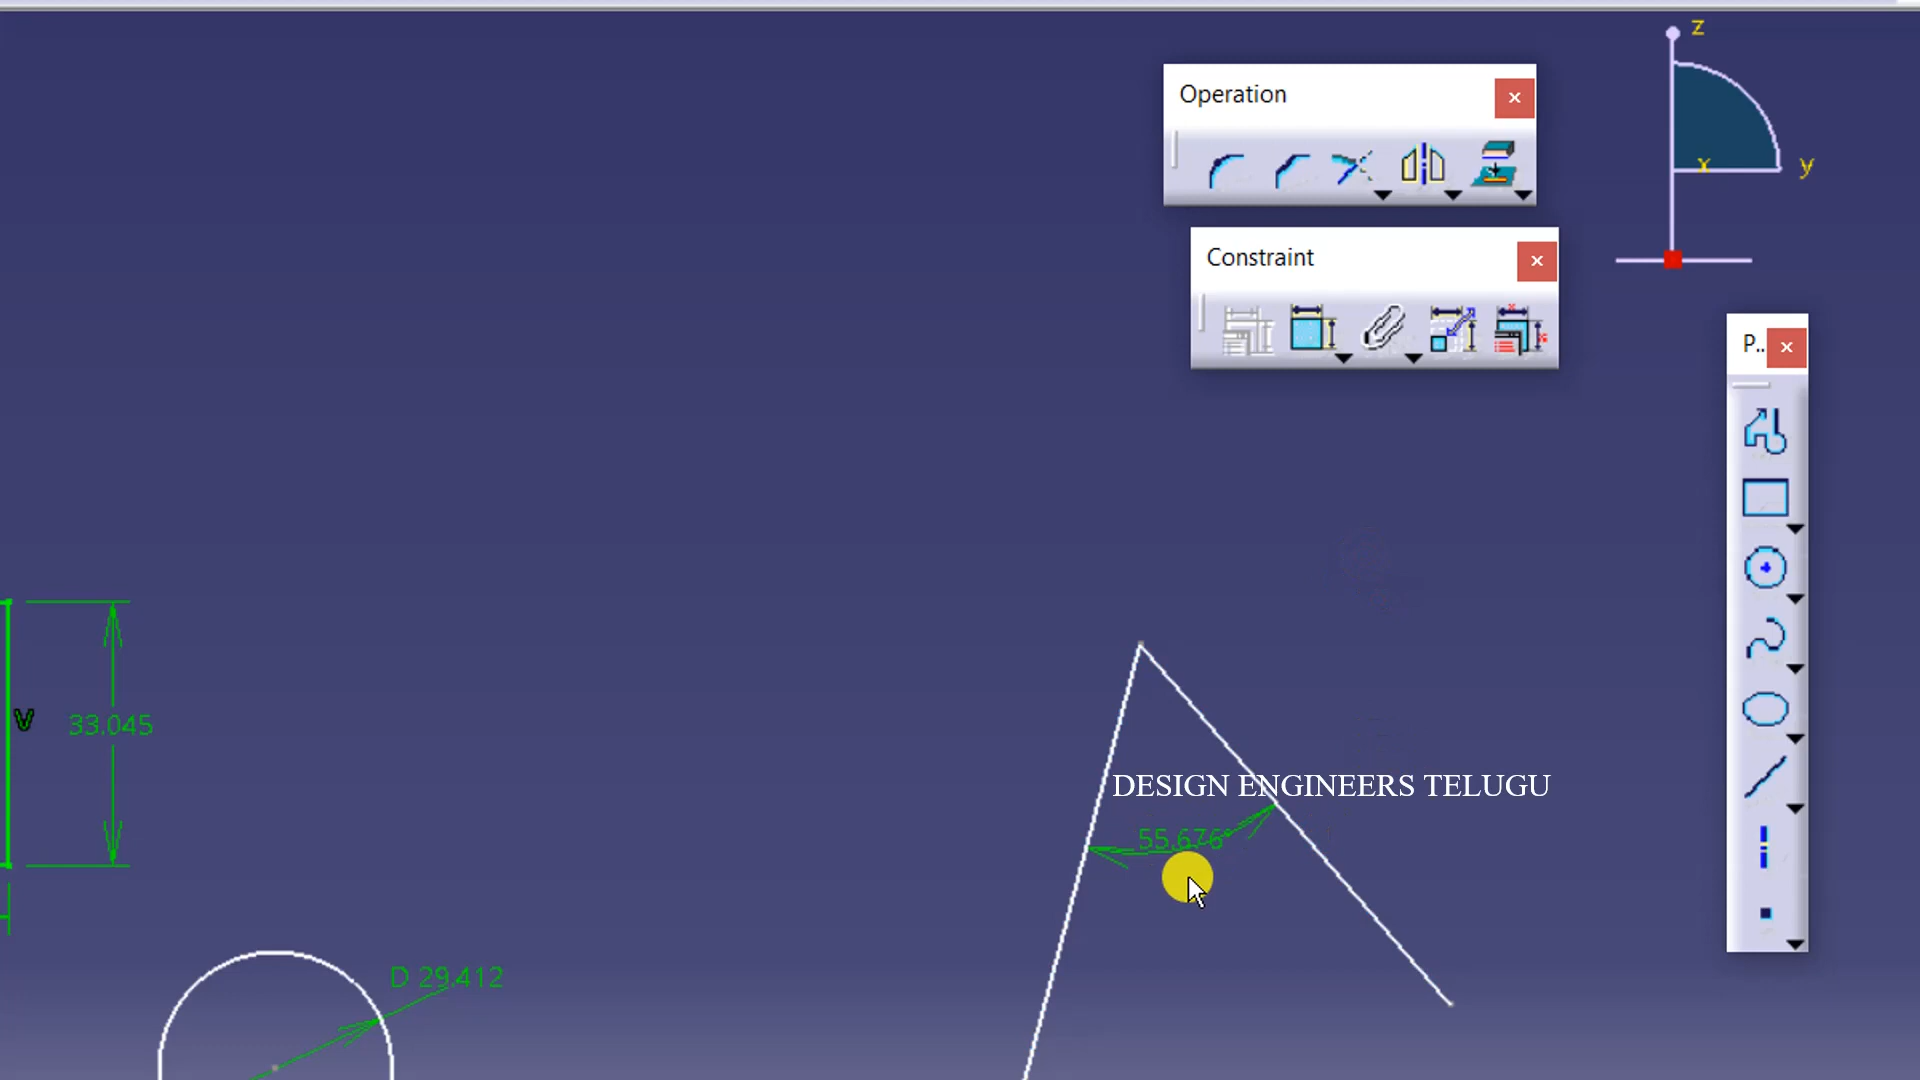 z
Operation
x
y
Constraint
P..
V
33.045
DESIGN ENGINEERS TELUGU
55.676°
D 29.412